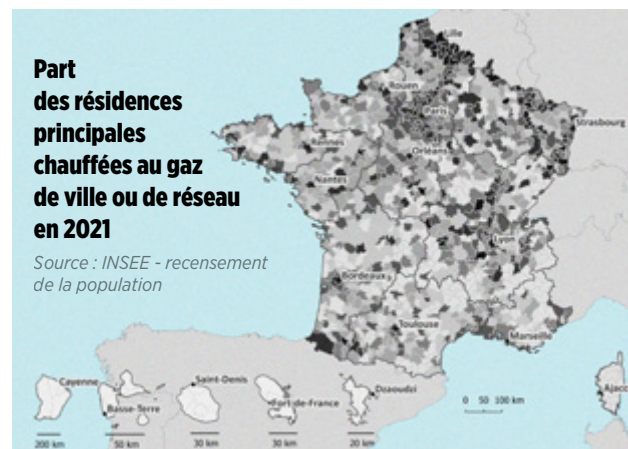 Part
des résidences
principales
chauffées au gaz
de ville ou de réseau
en 2021
Source : INSEE - recensement
de la population
Lille
Rouen
Paris
Strasbourg
Rennes
Orléans
Nantes
Lyon
Bordeaux
Toulouse
Marseille
Cayenne
Saint-Denis
Dzaoudzi
Basse-Terre
Fort-de-France
0 50 100 km
200 km
50 km
30 km
30 km
20 km